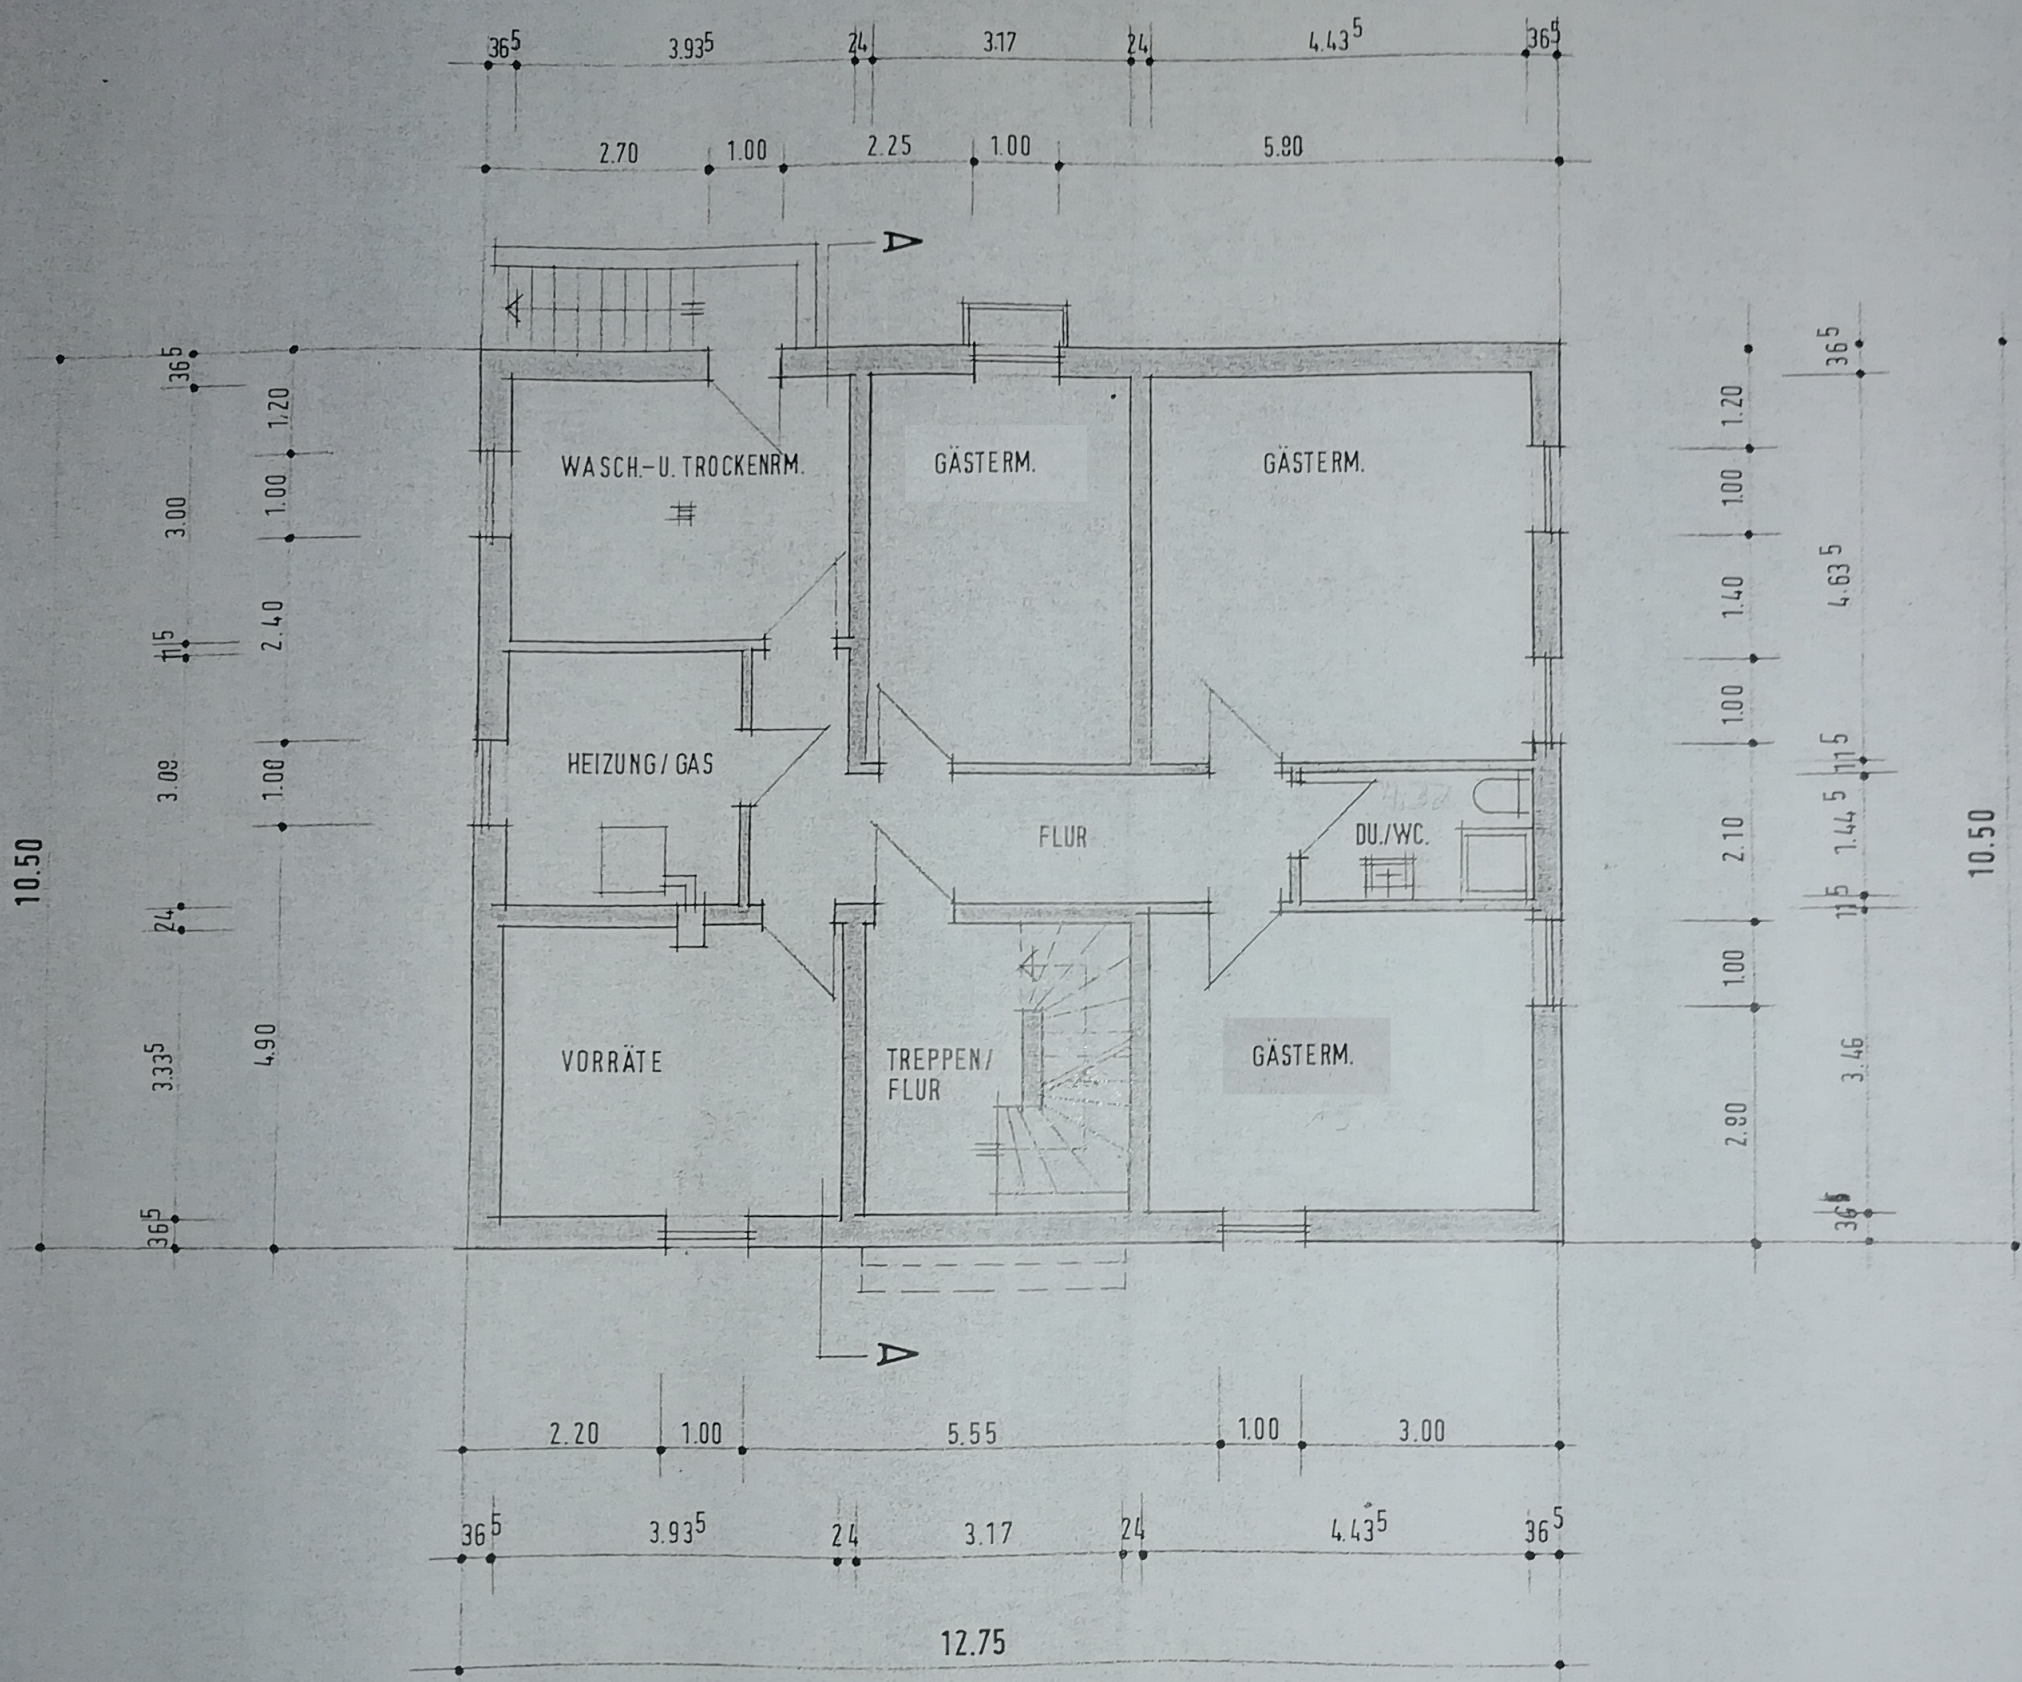 36⁵ 3.93⁵ 24 3.17 24 4.43⁵ 36⁵
2.70 1.00 2.25 1.00 5.80
A
36⁵
1.20
1.00
3.00
2.40
11⁵
3.08
1.00
10.50
24
4.90
3.33⁵
36⁵
WASCH.-U. TROCKENRM.
GÄSTERM.
GÄSTERM.
HEIZUNG/GAS
FLUR
DU./WC.
VORRÄTE
TREPPEN/
FLUR
GÄSTERM.
36⁵
1.20
1.00
4.63⁵
1.40
1.00
11⁵
1.44⁵
2.10
10.50
11⁵
1.00
3.46
2.80
36⁵
A
2.20 1.00 5.55 1.00 3.00
36⁵ 3.93⁵ 24 3.17 24 4.43⁵ 36⁵
12.75